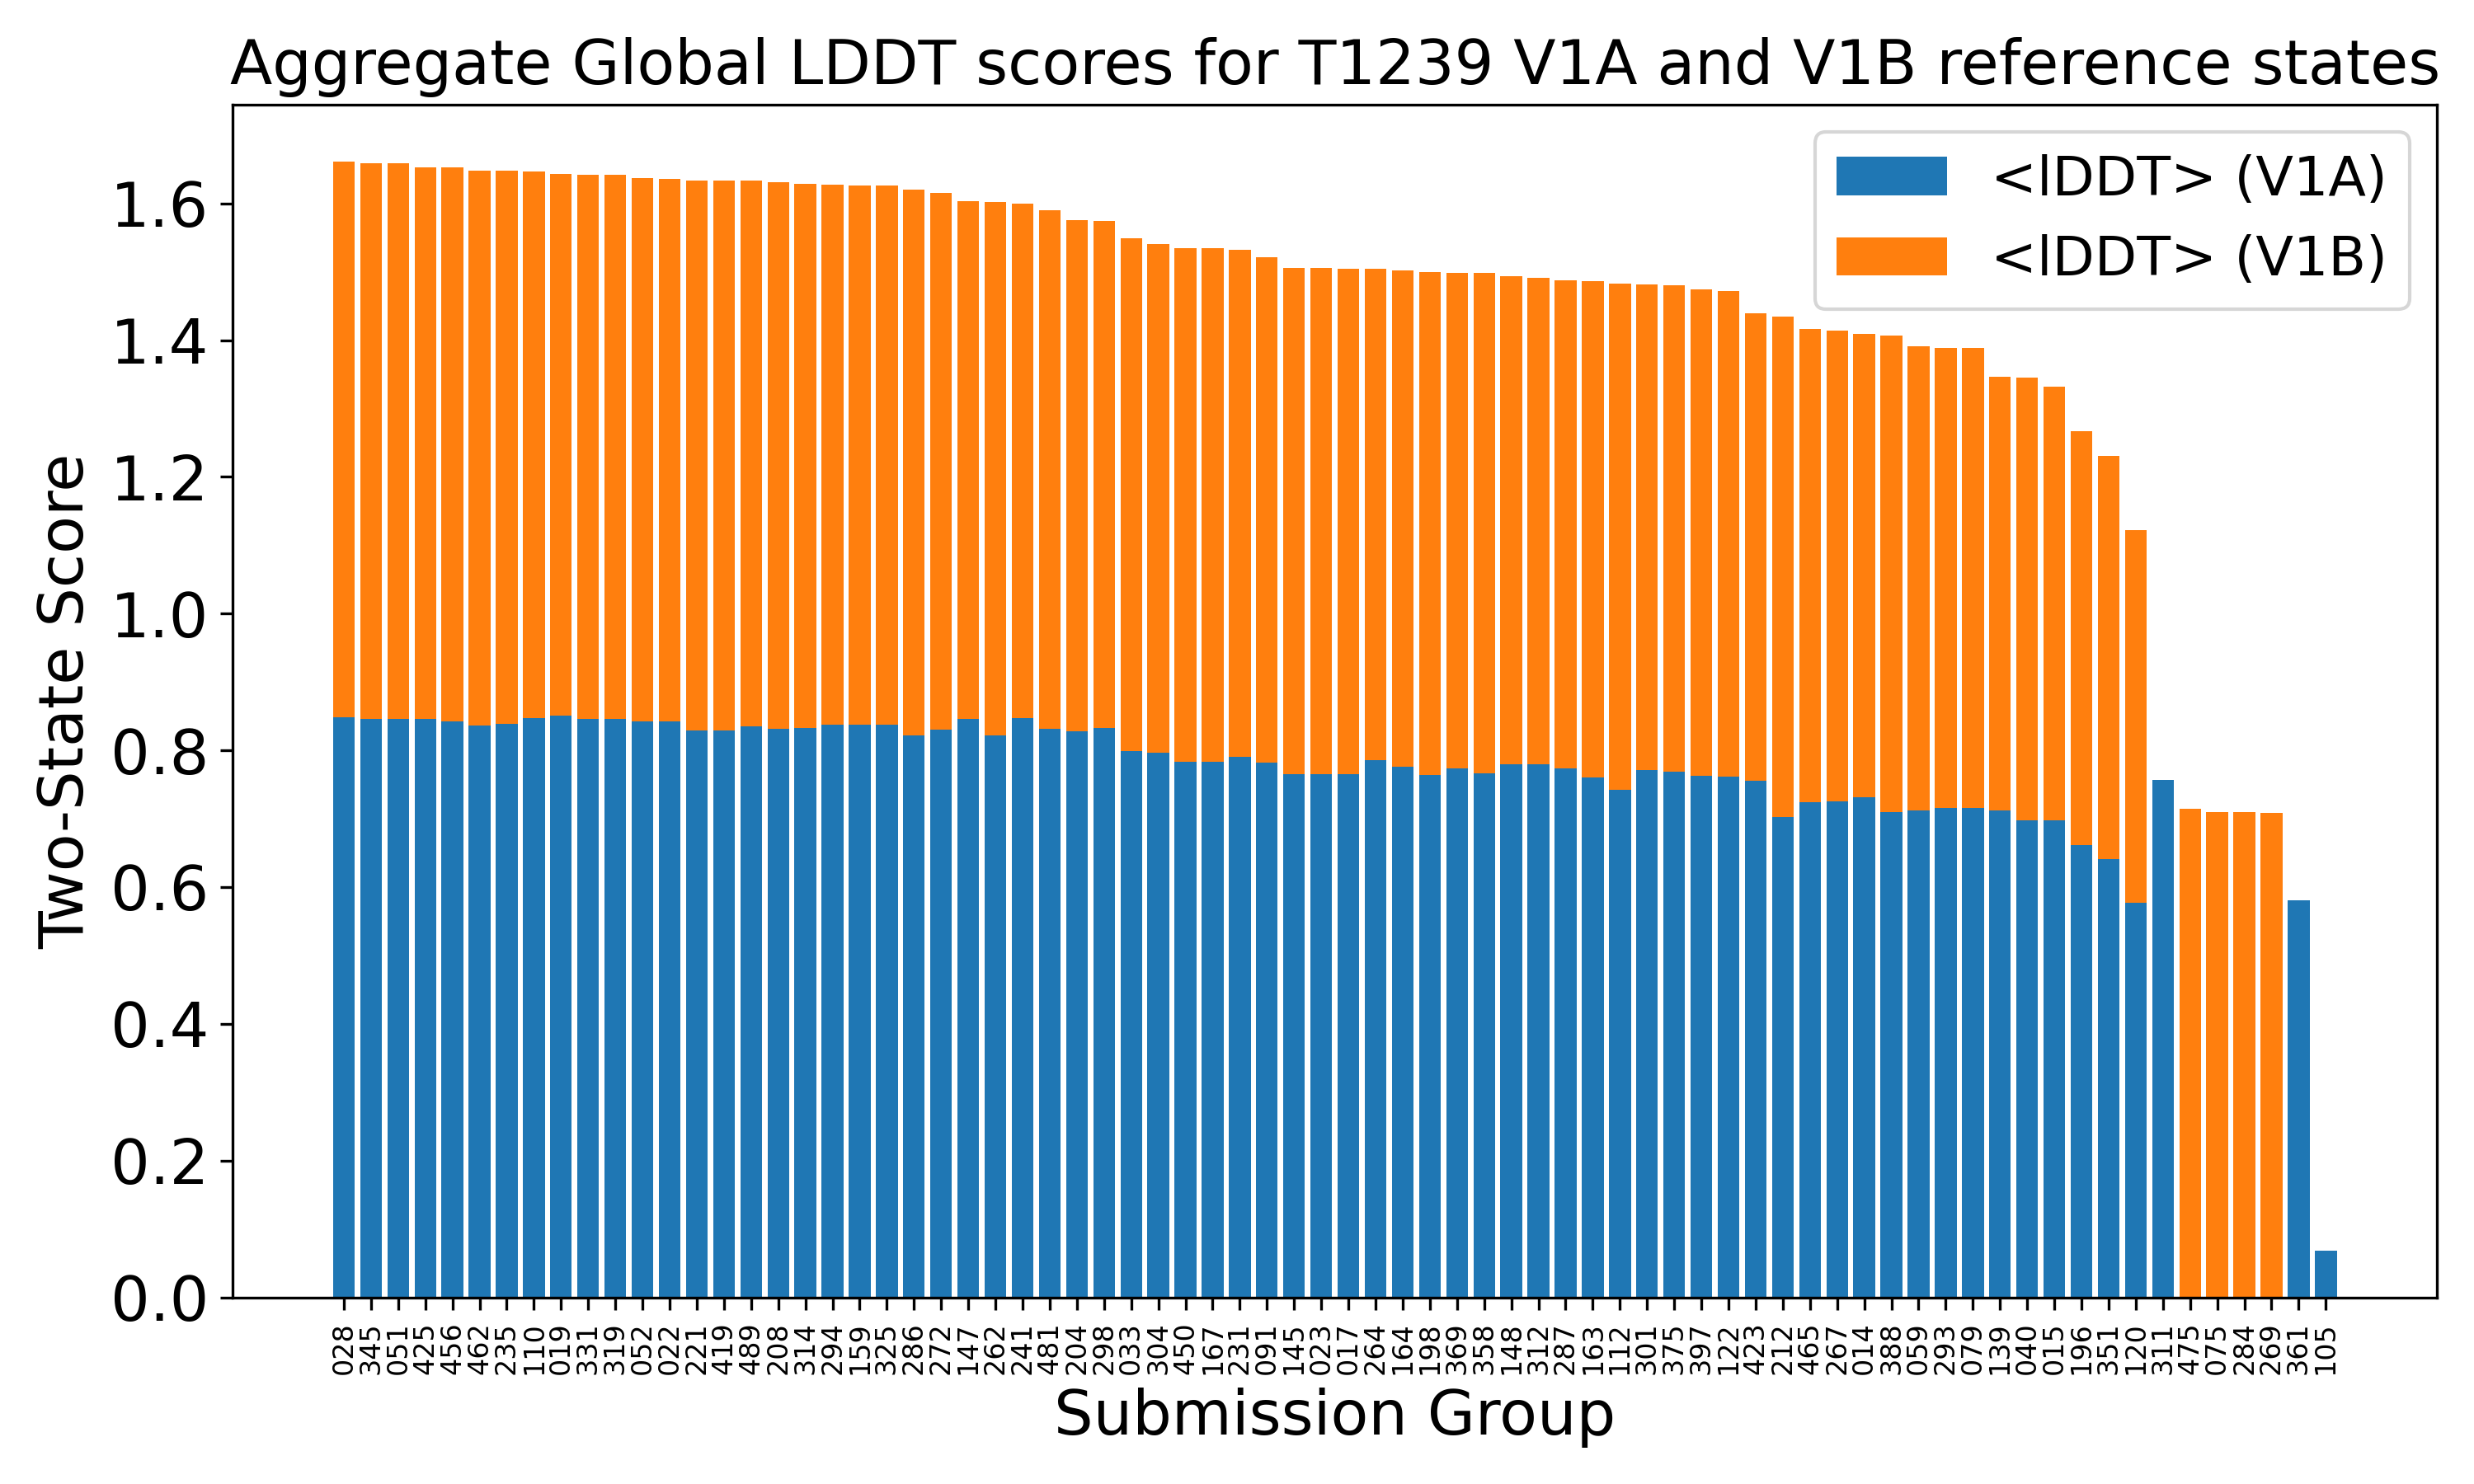 Aggregate Global LDDT scores for T1239 V1A and V1B reference states
<lDDT> (V1A)
<lDDT> (V1B)
Two-State Score
1.6
1.4
1.2
1.0
0.8
0.6
0.4
0.2
0.0
028 345 051 425 456 462 235 110 019 331 319 052 022 221 419 489 208 314 294 159 325 286 272 147 262 241 481 204 298 033 304 450 167 231 091 145 023 017 264 164 198 369 358 148 312 287 163 112 301 375 397 122 423 212 465 267 014 388 059 293 079 139 040 015 196 351 120 311 475 075 284 269 361 105
Submission Group